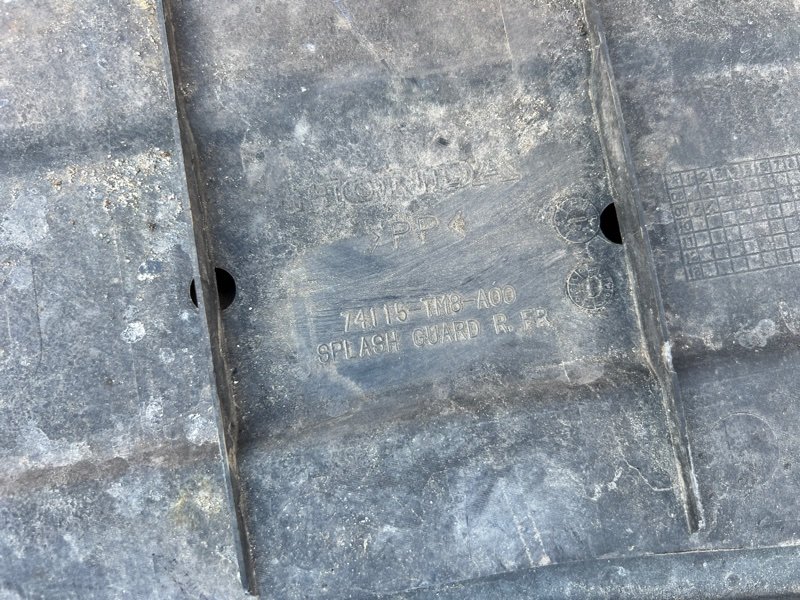 HONDA
>PP<
74115-TM8-A00
SPLASH GUARD R. FR